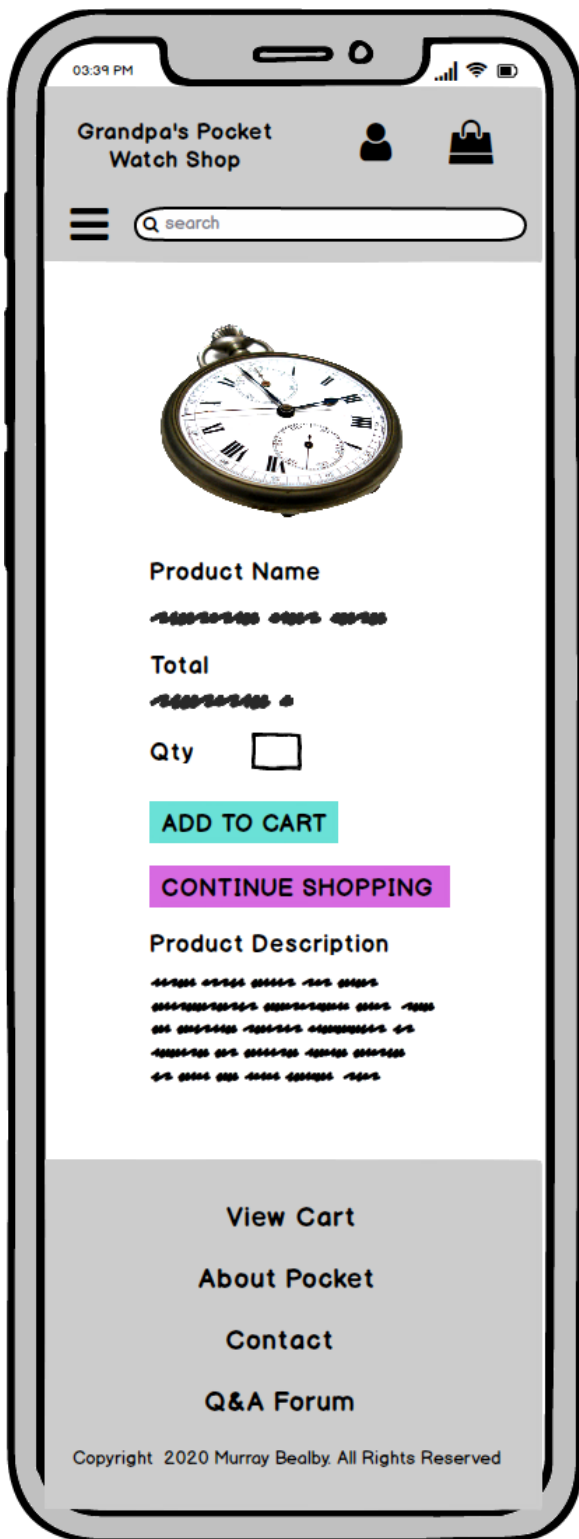 03:39 PM
Grandpa's Pocket
Watch Shop
search
Product Name
Total
Qty
ADD TO CART
CONTINUE SHOPPING
Product Description
View Cart
About Pocket
Contact
Q&A Forum
Copyright 2020 Murray Bealby. All Rights Reserved